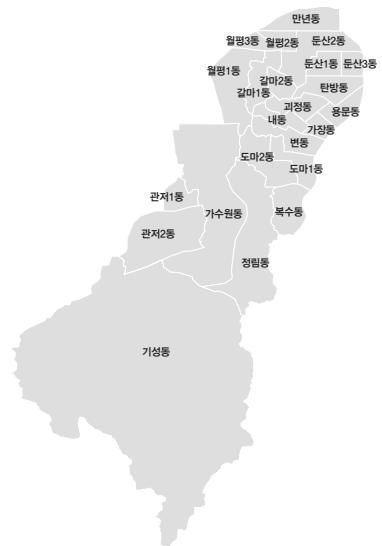 만년동
월평3동
월평2동
둔산2동
둔산1동
둔산3동
월평1동
갈마2동
갈마1동
탄방동
괴정동
용문동
내동
가장동
변동
도마2동
도마1동
관저1동
가수원동
복수동
관저2동
정림동
기성동